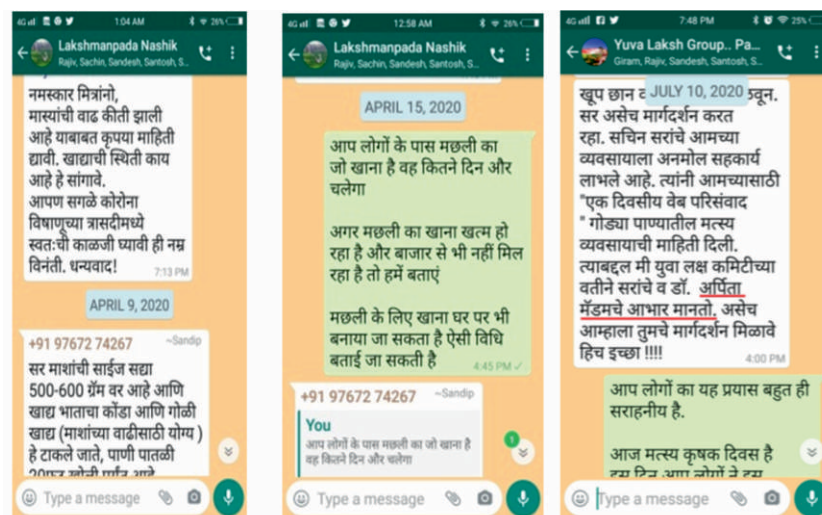 4G 1:04 AM 26%
Lakshmanpada Nashik
Rajiv, Sachin, Sandesh, Santosh, S...
नमस्कार मित्रांनो,
मास्यांची वाढ कीती झाली
आहे याबाबत कृपया माहिती
द्यावी. खाद्याची स्थिती काय
आहे हे सांगावे.
आपण सगळे कोरोना
विषाणूच्या त्रासदीमध्ये
स्वत:ची काळजी घ्यावी ही नम्र
विनंती. धन्यवाद!
7:13 PM
APRIL 9, 2020
+91 97672 74267 ~Sandip
सर माशांची साईज सद्या
500-600 ग्रॅम वर आहे आणि
खाद्य भाताचा कोंडा आणि गोळी
खाद्य (माशांच्या वाढीसाठी योग्य )
हे टाकले जाते, पाणी पातळी
Type a message
4G 12:58 AM 26%
Lakshmanpada Nashik
Rajiv, Sachin, Sandesh, Santosh, S...
APRIL 15, 2020
आप लोगों के पास मछली का
जो खाना है वह कितने दिन और
चलेगा
अगर मछली का खाना खत्म हो
रहा है और बाजार से भी नहीं मिल
रहा है तो हमें बताएं
मछली के लिए खाना घर पर भी
बनाया जा सकता है ऐसी विधि
बताई जा सकती है
4:45 PM
+91 97672 74267 ~Sandip
You
आप लोगों के पास मछली का जो खाना है
वह कितने दिन और चलेगा
1
Type a message
4G 7:48 PM 25%
Yuva Laksh Group.. Pa...
Giram, Rajiv, Sandesh, Santosh, S...
JULY 10, 2020
खूप छान
सर असेच मार्गदर्शन करत
रहा. सचिन सरांचे आमच्या
व्यवसायाला अनमोल सहकार्य
लाभले आहे. त्यांनी आमच्यासाठी
"एक दिवसीय वेब परिसंवाद
" गोड्या पाण्यातील मत्स्य
व्यवसायाची माहिती दिली.
त्याबद्दल मी युवा लक्ष कमिटीच्या
वतीने सरांचे व डॉ. अर्पिता
मॅडमचे आभार मानतो. असेच
आम्हाला तुमचे मार्गदर्शन मिळावे
हिच इच्छा !!!!
4:00 PM
आप लोगों का यह प्रयास बहुत ही
सराहनीय है.
आज मत्स्य कृषक दिवस है
Type a message